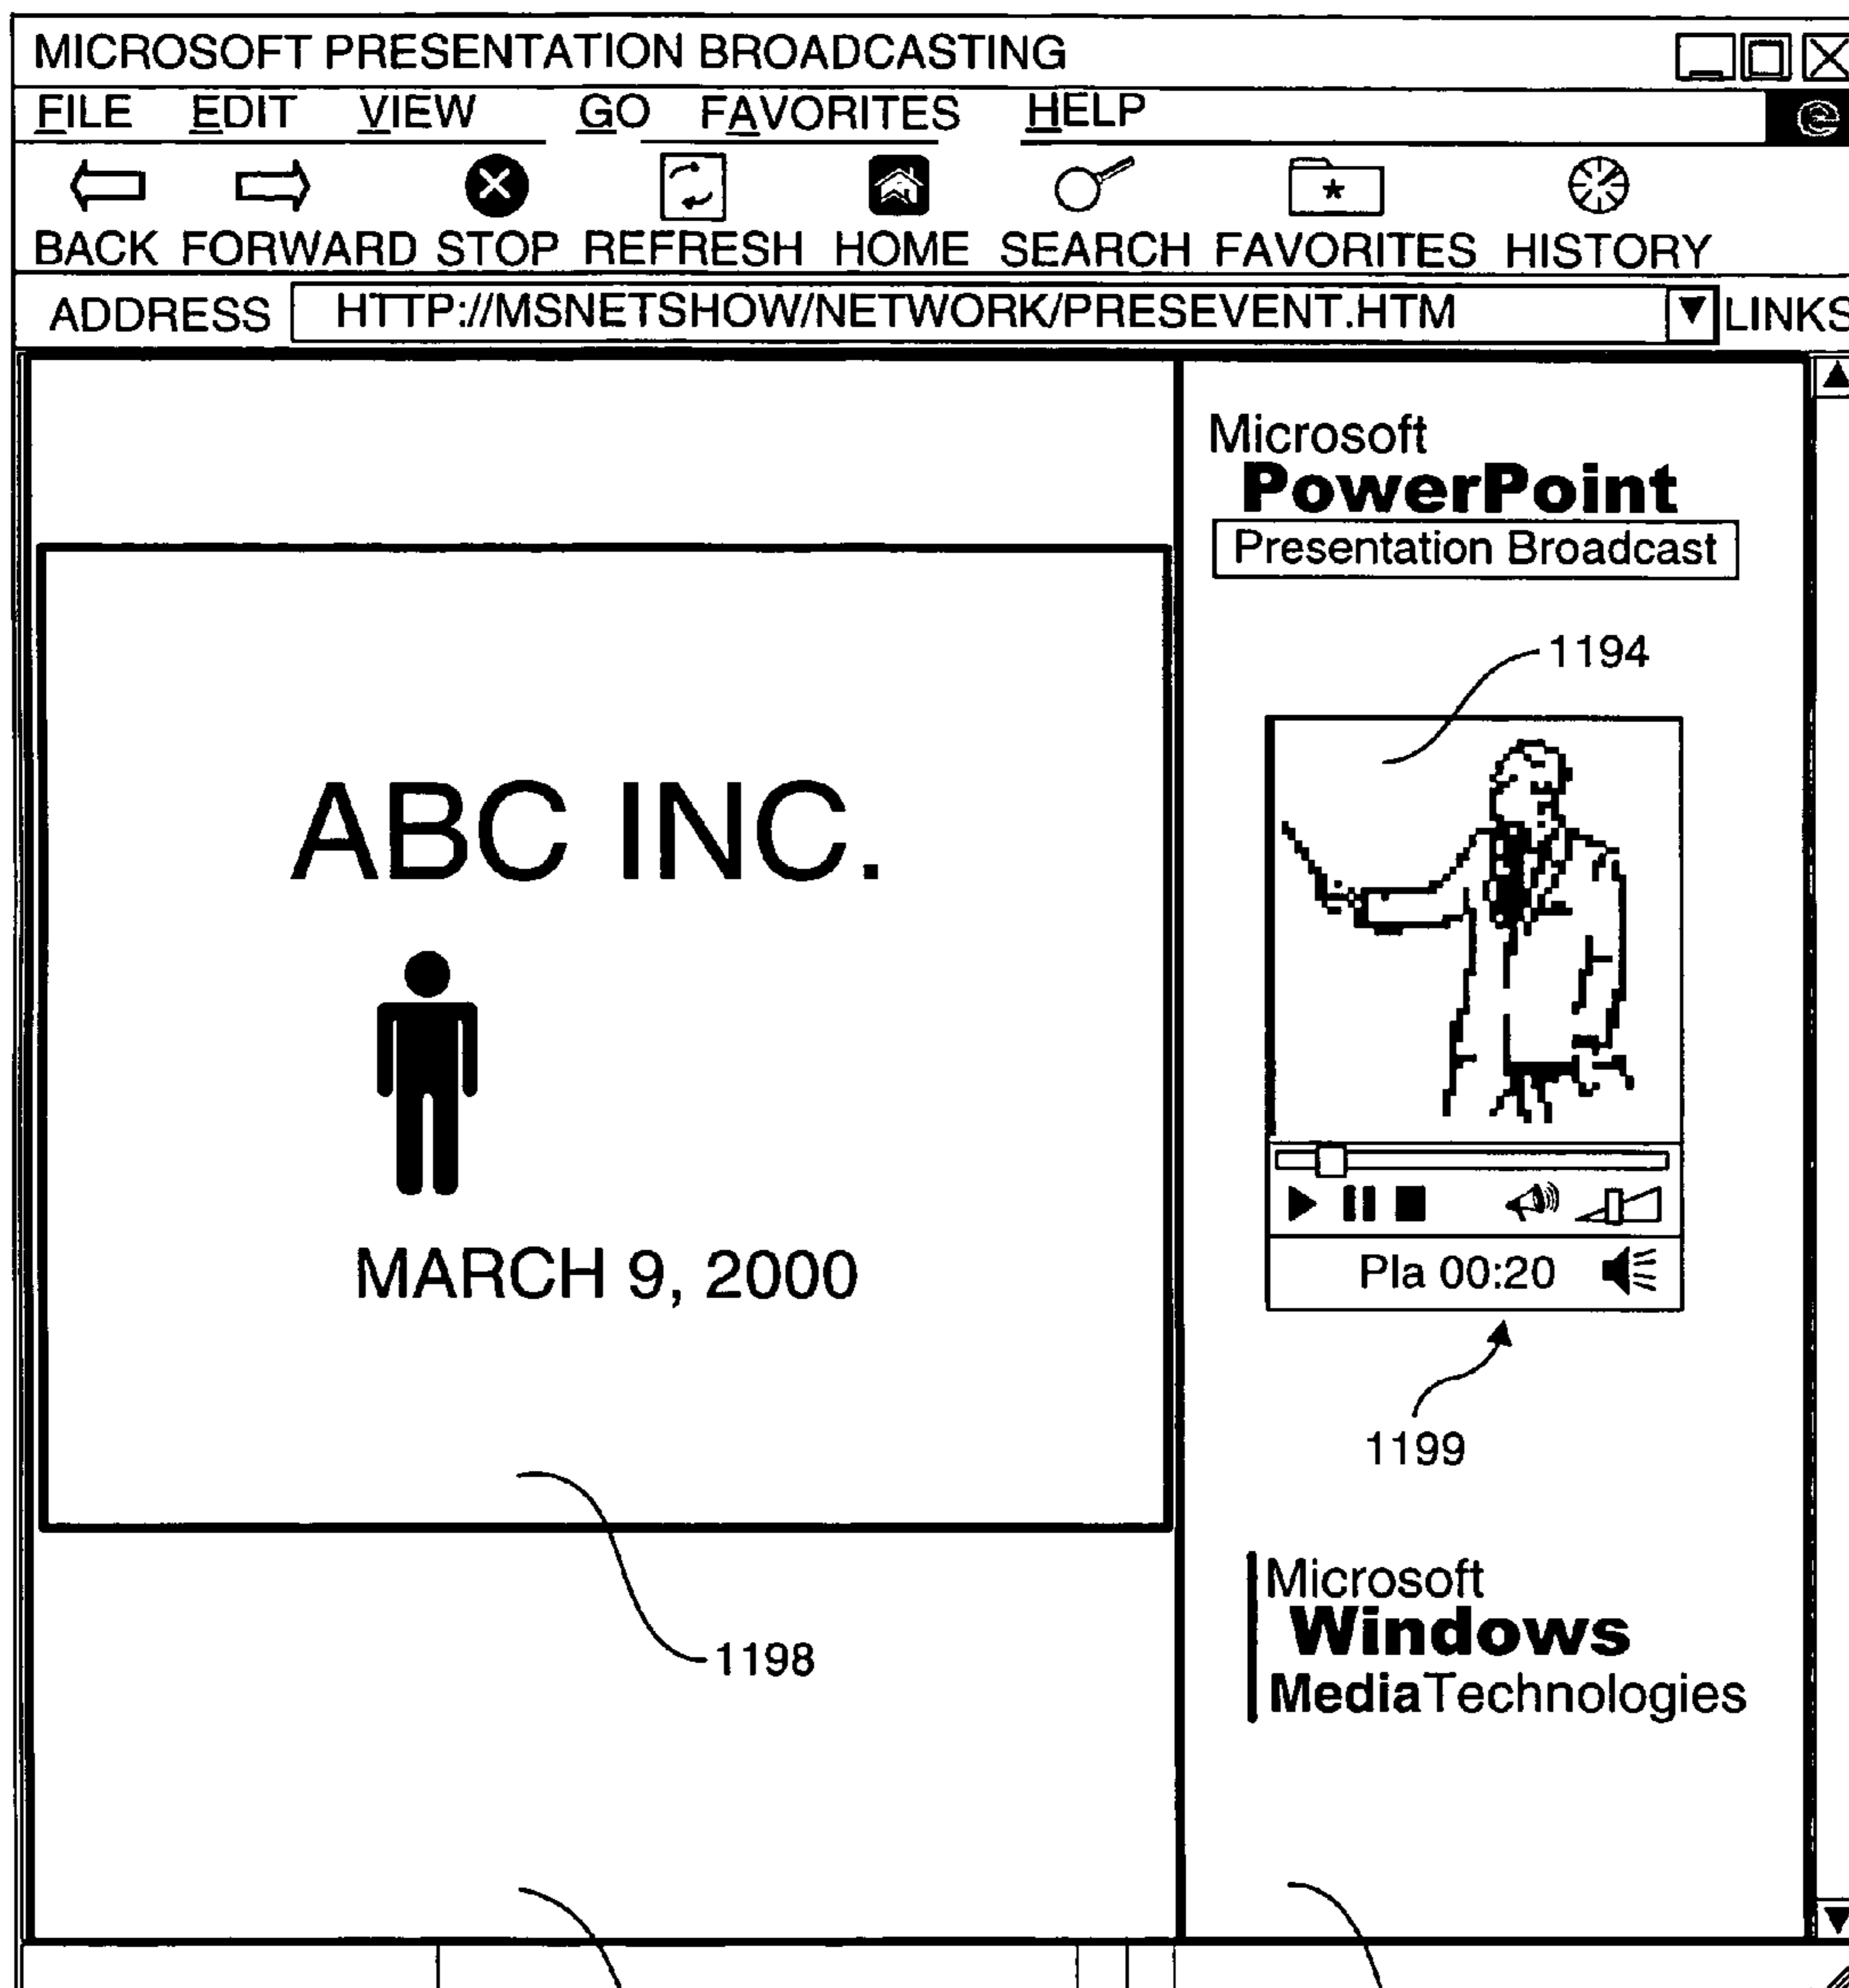 MICROSOFT PRESENTATION BROADCASTING
FILE EDIT VIEW GO FAVORITES HELP
BACK FORWARD STOP REFRESH HOME SEARCH FAVORITES HISTORY
ADDRESS HTTP://MSNETSHOW/NETWORK/PRESEVENT.HTM LINKS
Microsoft
PowerPoint
Presentation Broadcast
1194
ABC INC.
MARCH 9, 2000
Pla 00:20
1199
1198
Microsoft
Windows
MediaTechnologies